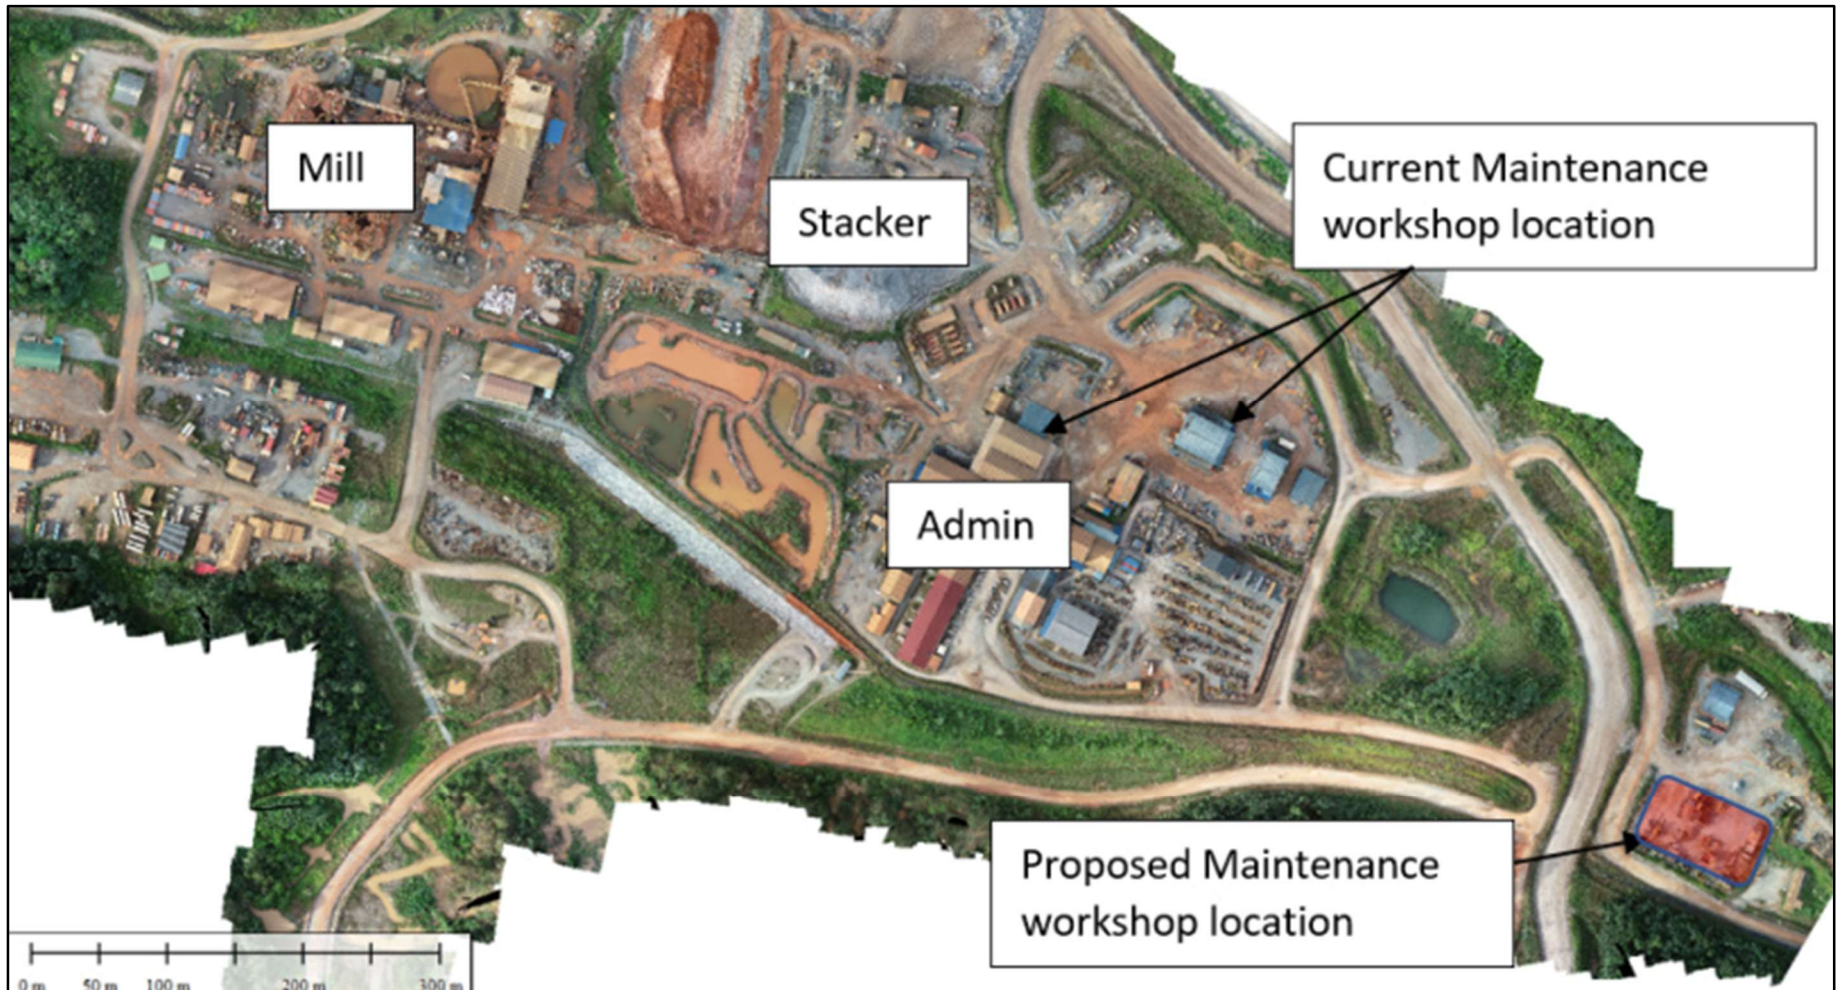 Mill
Stacker
Current Maintenance
workshop location
Admin
Proposed Maintenance
workshop location
0 m 50 m 100 m 200 m 300 m